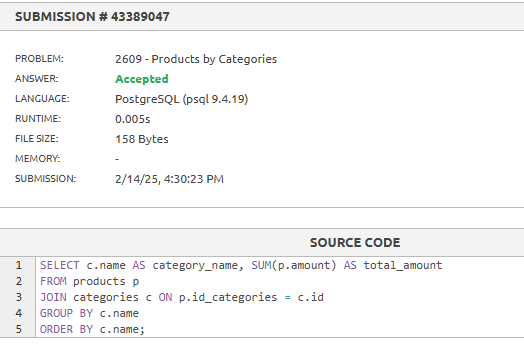 SUBMISSION # 43389047
PROBLEM: 2609 - Products by Categories
ANSWER: Accepted
LANGUAGE: PostgreSQL (psql 9.4.19)
RUNTIME: 0.005s
FILE SIZE: 158 Bytes
MEMORY: -
SUBMISSION: 2/14/25, 4:30:23 PM
SOURCE CODE
1 SELECT c.name AS category_name, SUM(p.amount) AS total_amount
2 FROM products p
3 JOIN categories c ON p.id_categories = c.id
4 GROUP BY c.name
5 ORDER BY c.name;